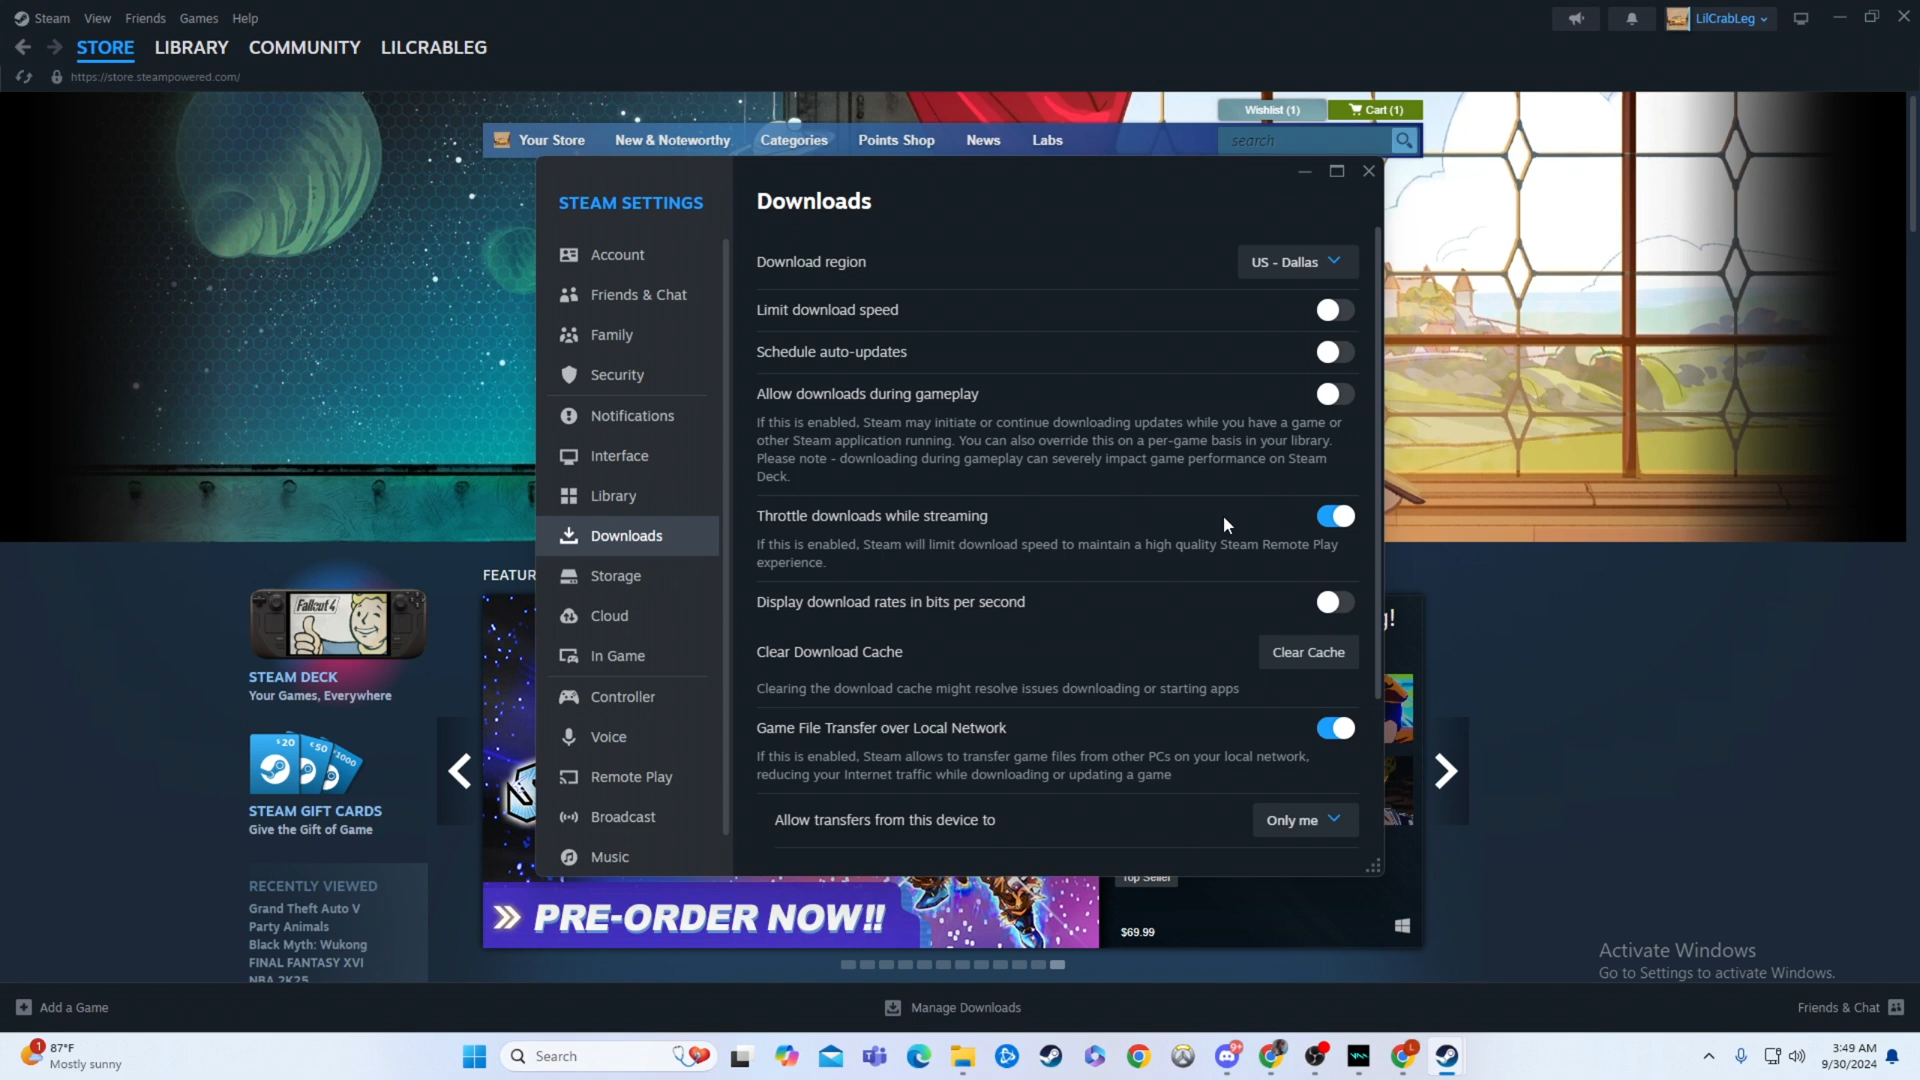 Steam View Friends Games Help
LilCrabLeg
STORE LIBRARY COMMUNITY LILCRABLEG
https://store.steampowered.com/
Wishlist (1) Cart (1)
Your Store New & Noteworthy Categories Points Shop News Labs search
STEAM SETTINGS
Account
Friends & Chat
Family
Security
Notifications
Interface
Library
Downloads
Storage
Cloud
In Game
Controller
Voice
Remote Play
Broadcast
Music
Downloads
Download region US - Dallas
Limit download speed
Schedule auto-updates
Allow downloads during gameplay
If this is enabled, Steam may initiate or continue downloading updates while you have a game or
other Steam application running. You can also override this on a per-game basis in your library.
Please note - downloading during gameplay can severely impact game performance on Steam
Deck.
Throttle downloads while streaming
If this is enabled, Steam will limit download speed to maintain a high quality Steam Remote Play
experience.
Display download rates in bits per second
Clear Download Cache Clear Cache
Clearing the download cache might resolve issues downloading or starting apps
Game File Transfer over Local Network
If this is enabled, Steam allows to transfer game files from other PCs on your local network,
reducing your Internet traffic while downloading or updating a game
Allow transfers from this device to Only me
FEATUR
Fallout 4
STEAM DECK
Your Games, Everywhere
$20 $50 $1000
STEAM GIFT CARDS
Give the Gift of Game
RECENTLY VIEWED
Grand Theft Auto V
Party Animals
Black Myth: Wukong
FINAL FANTASY XVI
NBA 2K25
PRE-ORDER NOW!!
Top Seller
$69.99
Activate Windows
Go to Settings to activate Windows.
Add a Game Manage Downloads Friends & Chat
1
87°F
Mostly sunny
Search
9+
L
3:49 AM
9/30/2024